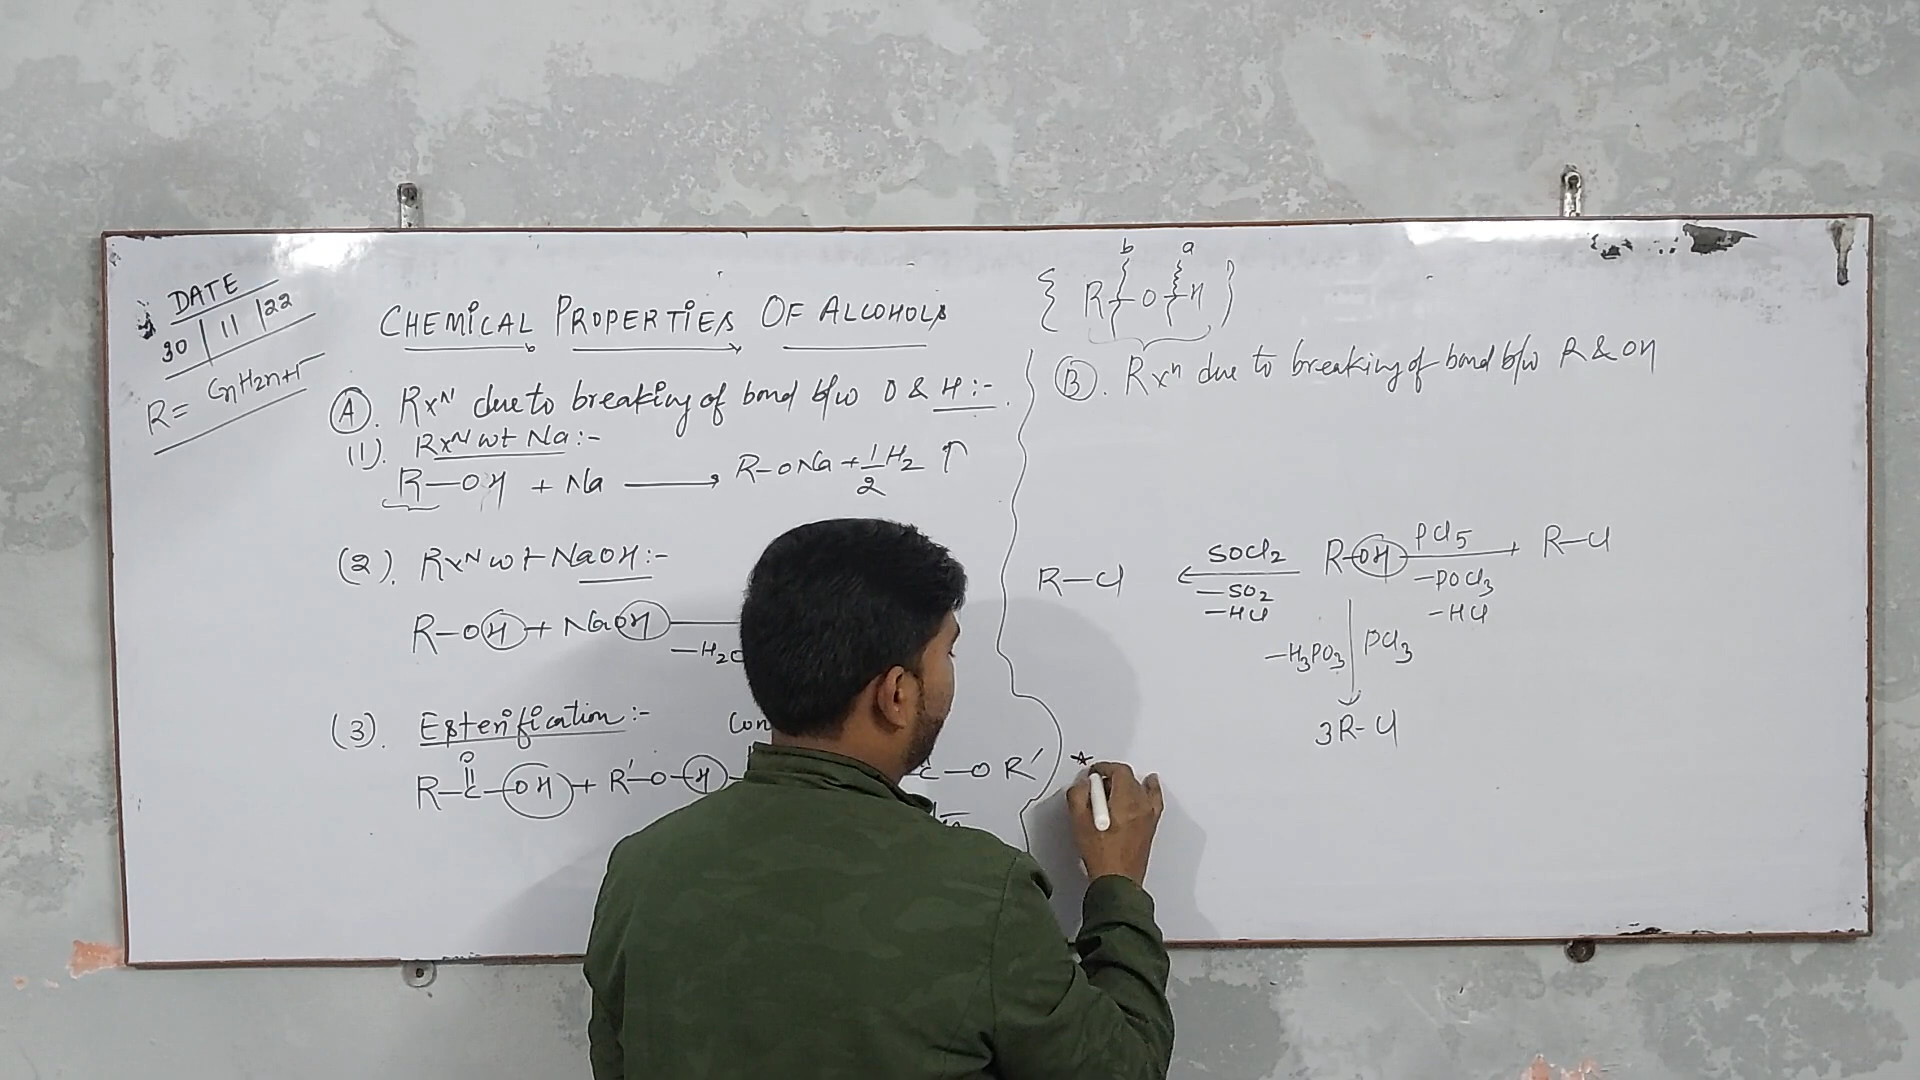 DATE
30 | 11 | 22
R = CnH2n+1
CHEMICAL PROPERTIES OF ALCOHOLS
(A). RxN due to breaking of bond b/w O & H :-
(1). RxN wt Na :-
R-OH + Na → R-ONa + 1/2 H2 ↑
(2). RxN wt NaOH :-
R-OH + NaOH
-H2O
(3). Esterification :-
Con
R-C-OH + R'-O-H
O
C-OR'
b a
{ R-O-H }
(B). Rxn due to breaking of bond b/w R & OH
R-Cl ← SOCl2 R-OH PCl5 → R-Cl
-SO2 -POCl3
-HCl -HCl
-H3PO3 PCl3
3R-Cl
*